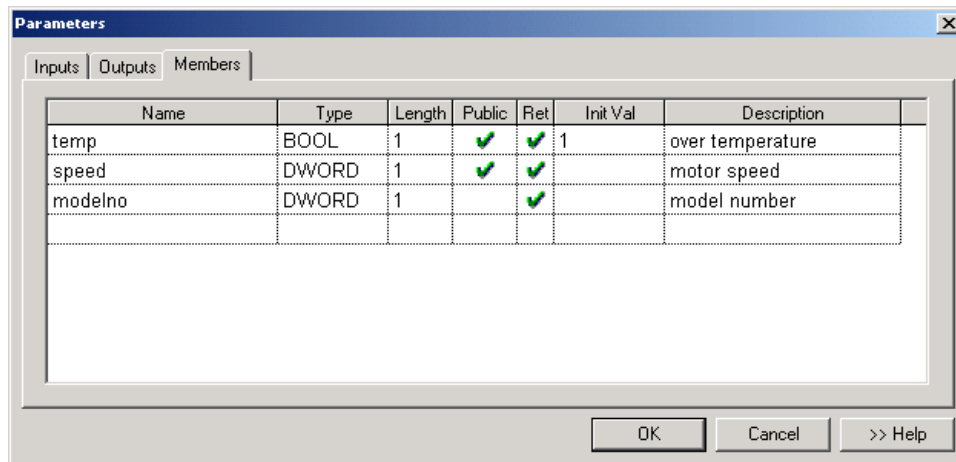 Parameters
Inputs Outputs Members
Name Type Length Public Ret Init Val Description
temp BOOL 1 1 over temperature
speed DWORD 1 motor speed
modelno DWORD 1 model number
OK Cancel >> Help